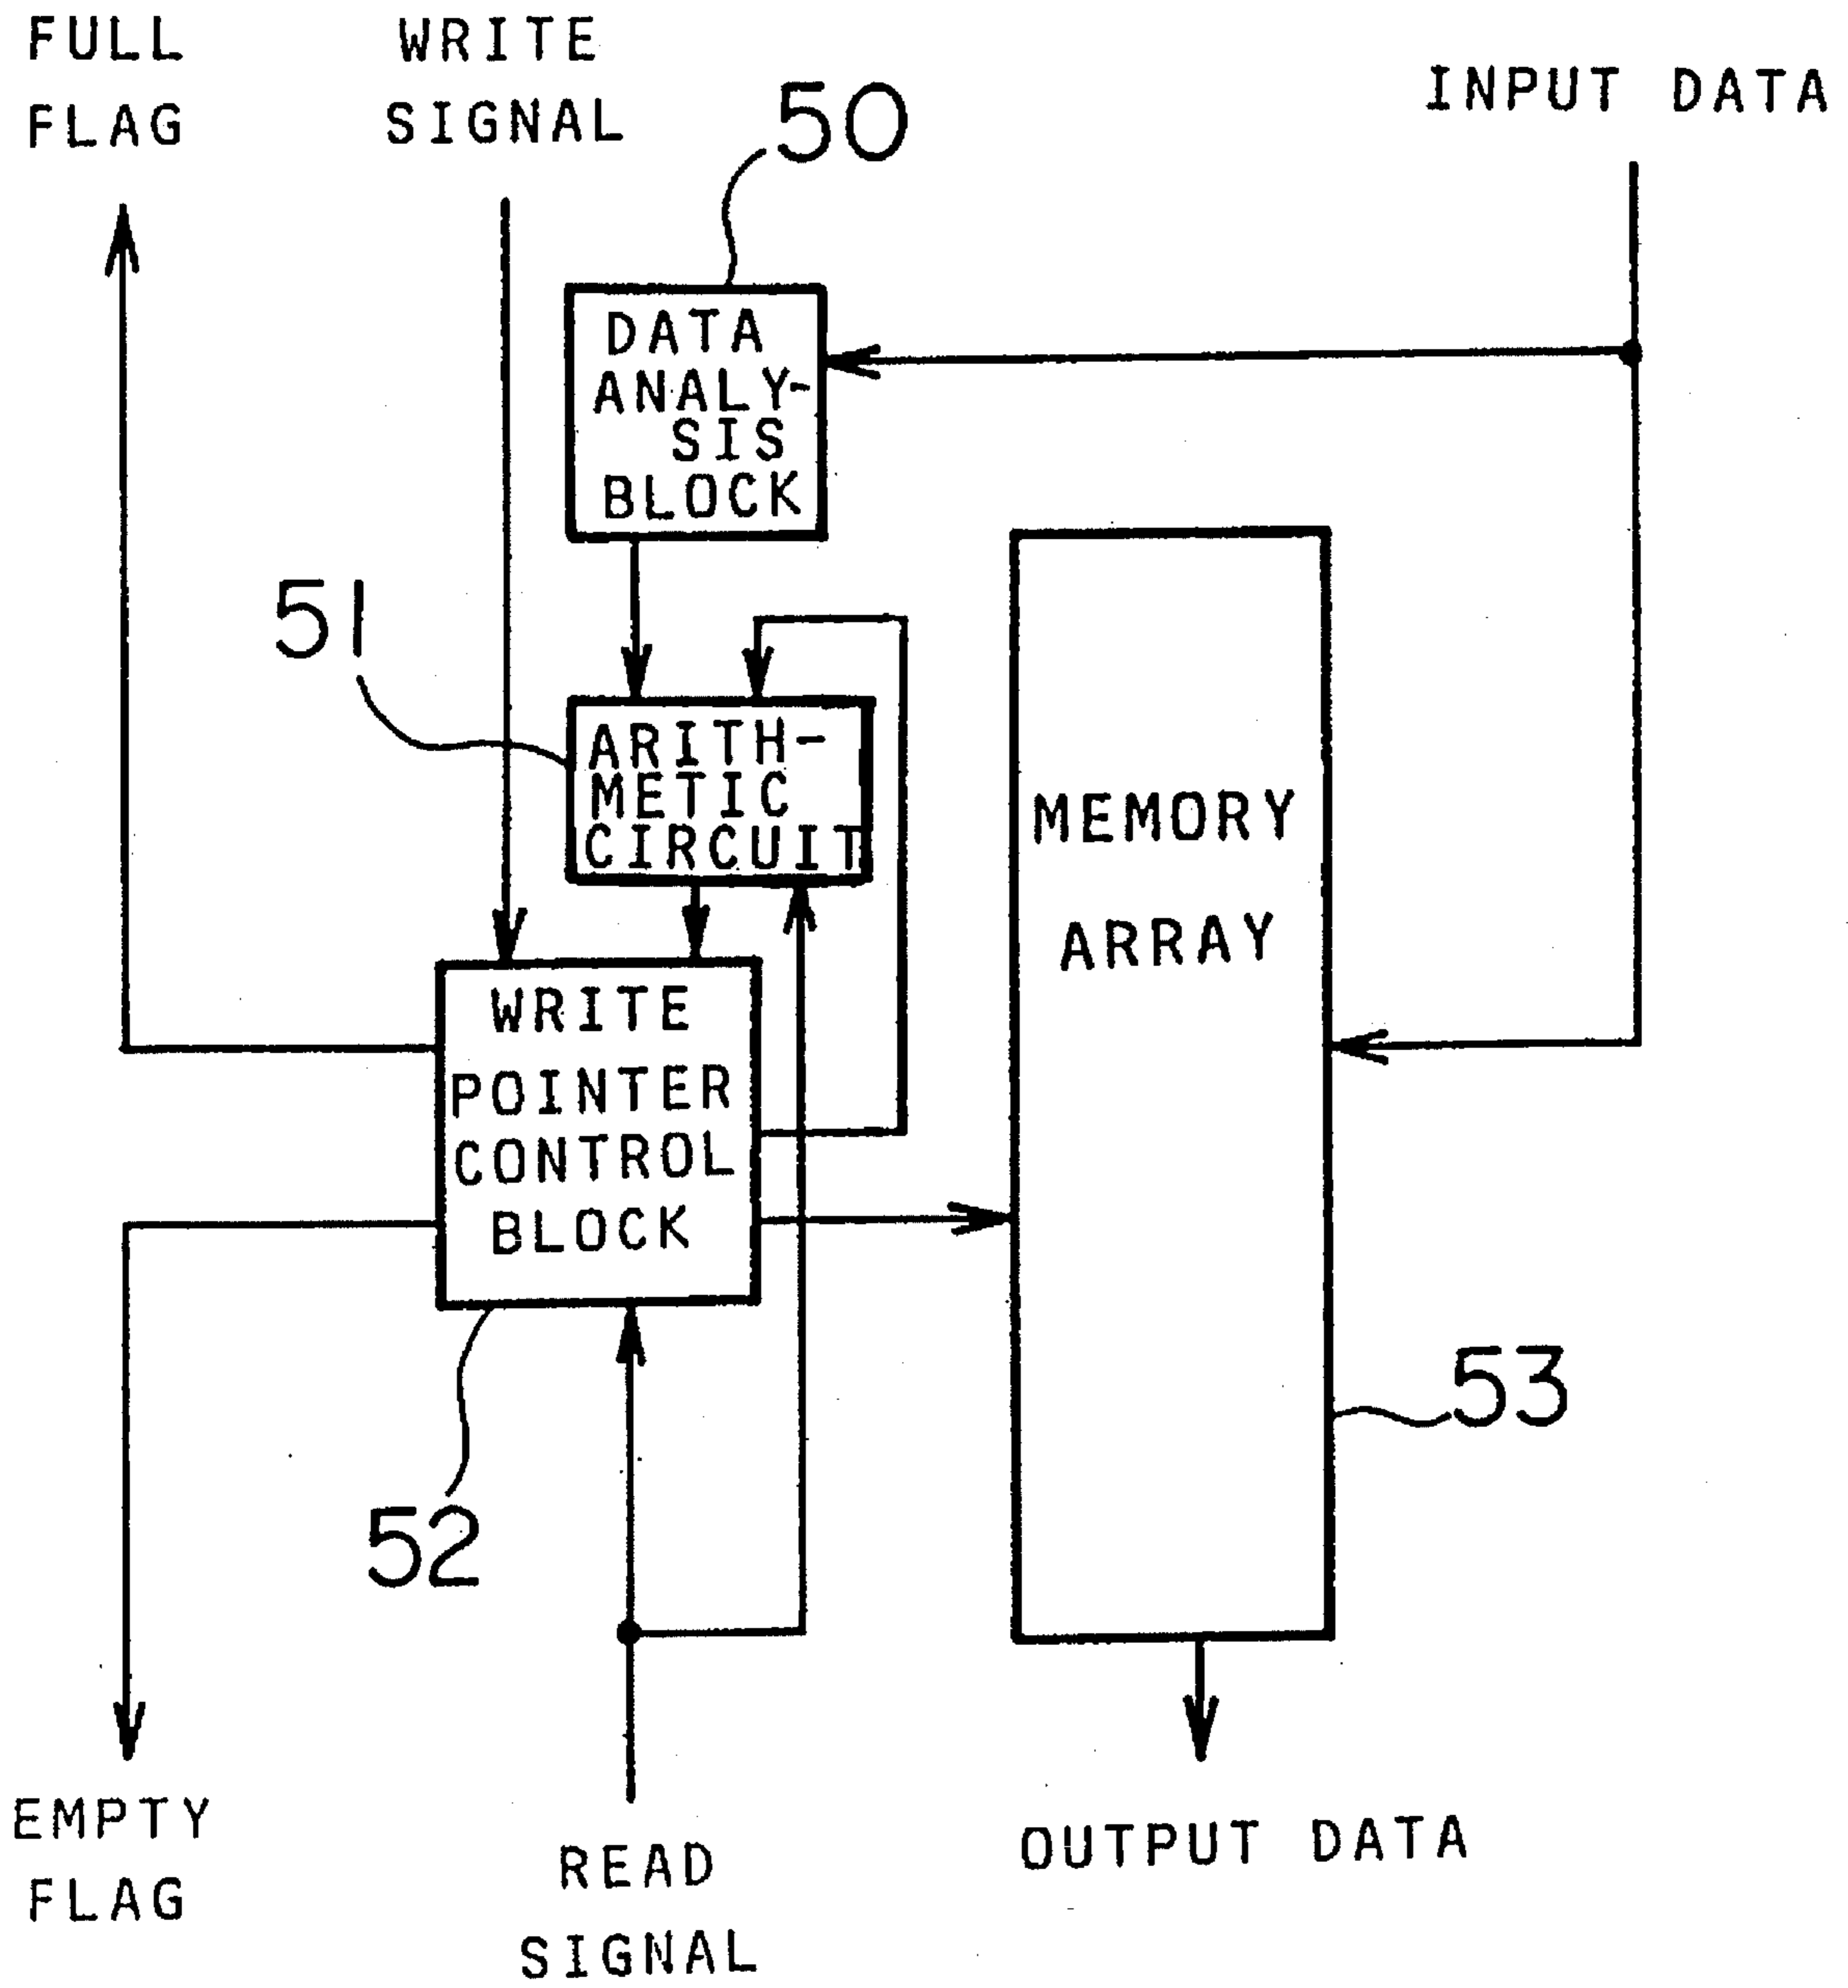 FULL
FLAG
WRITE
SIGNAL
50
INPUT DATA
DATA
ANALY-
SIS
BLOCK
51
ARITH-
METIC
CIRCUIT
MEMORY
ARRAY
WRITE
POINTER
CONTROL
BLOCK
52
53
EMPTY
FLAG
READ
SIGNAL
OUTPUT DATA